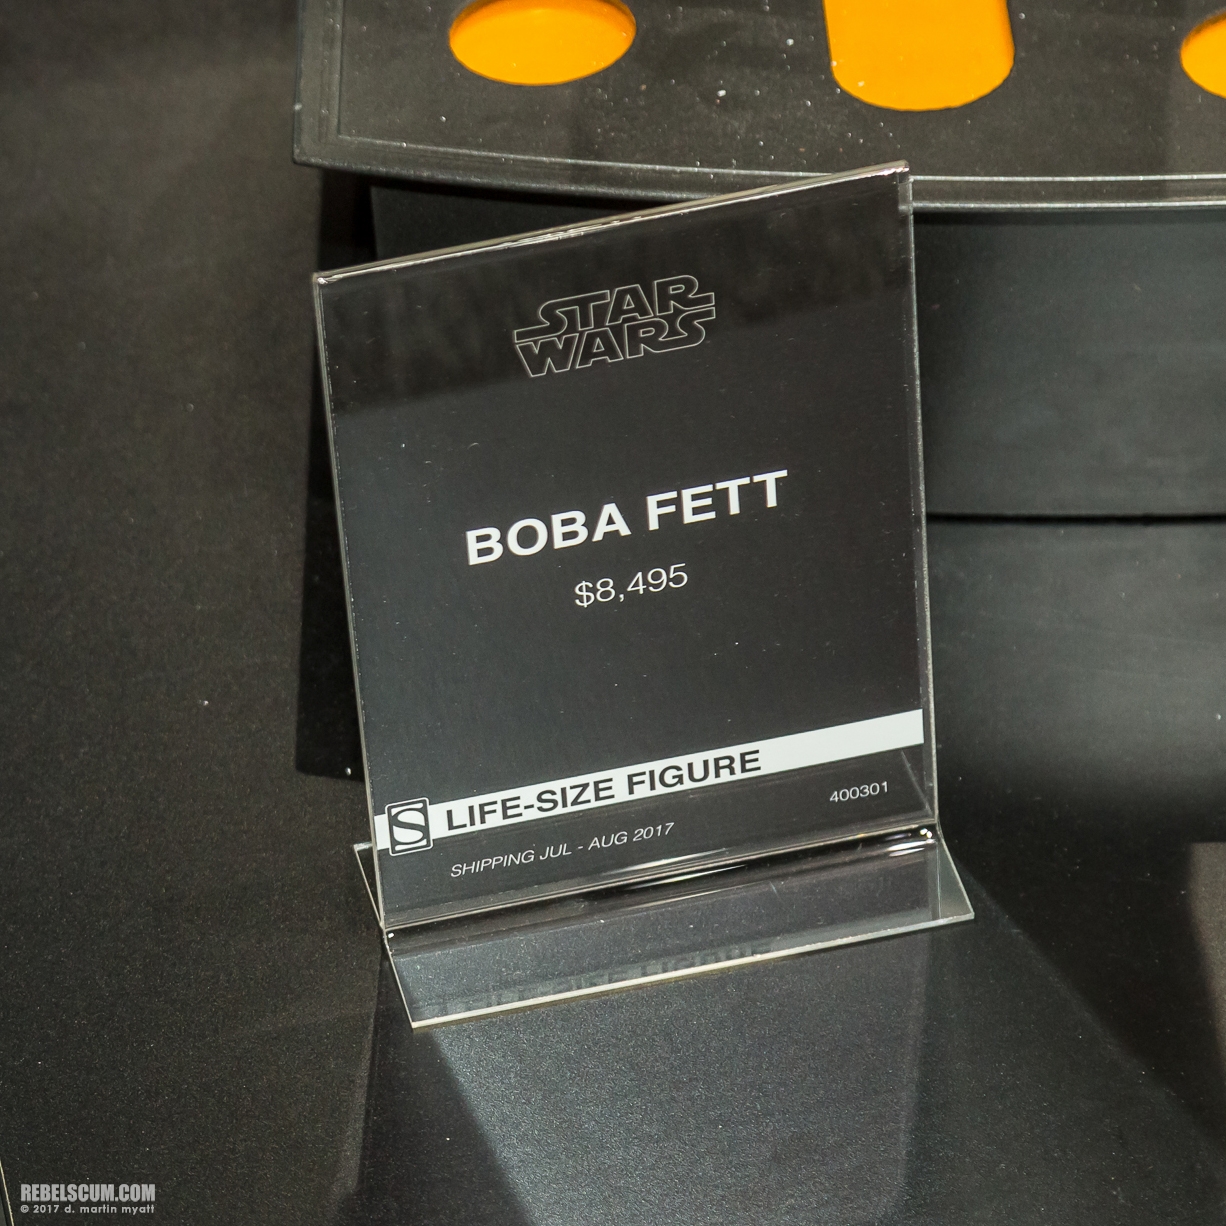 STAR
WARS
BOBA FETT
$8,495
S LIFE-SIZE FIGURE
400301
SHIPPING JUL - AUG 2017
REBELSCUM.COM
© 2017 d. martin myatt